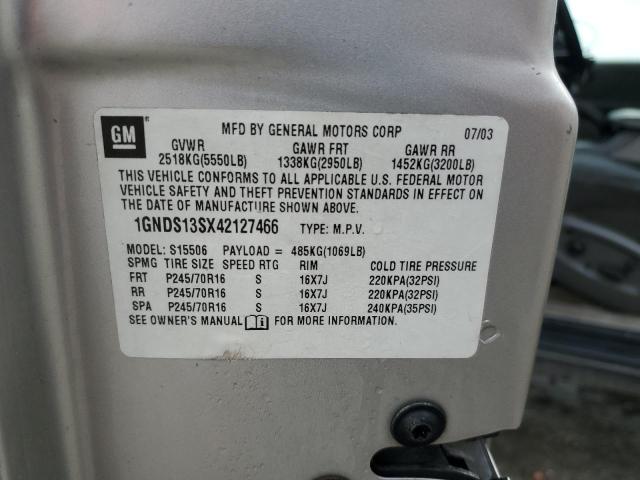 GM
MFD BY GENERAL MOTORS CORP 07/03
GVWR GAWR FRT GAWR RR
2518KG(5550LB) 1338KG(2950LB) 1452KG(3200LB)
THIS VEHICLE CONFORMS TO ALL APPLICABLE U.S. FEDERAL MOTOR
VEHICLE SAFETY AND THEFT PREVENTION STANDARDS IN EFFECT ON
THE DATE OF MANUFACTURE SHOWN ABOVE.
1GNDS13SX42127466 TYPE: M.P.V.
MODEL: S15506 PAYLOAD = 485KG(1069LB)
SPMG TIRE SIZE SPEED RTG RIM COLD TIRE PRESSURE
FRT P245/70R16 S 16X7J 220KPA(32PSI)
RR P245/70R16 S 16X7J 220KPA(32PSI)
SPA P245/70R16 S 16X7J 240KPA(35PSI)
SEE OWNER'S MANUAL FOR MORE INFORMATION.